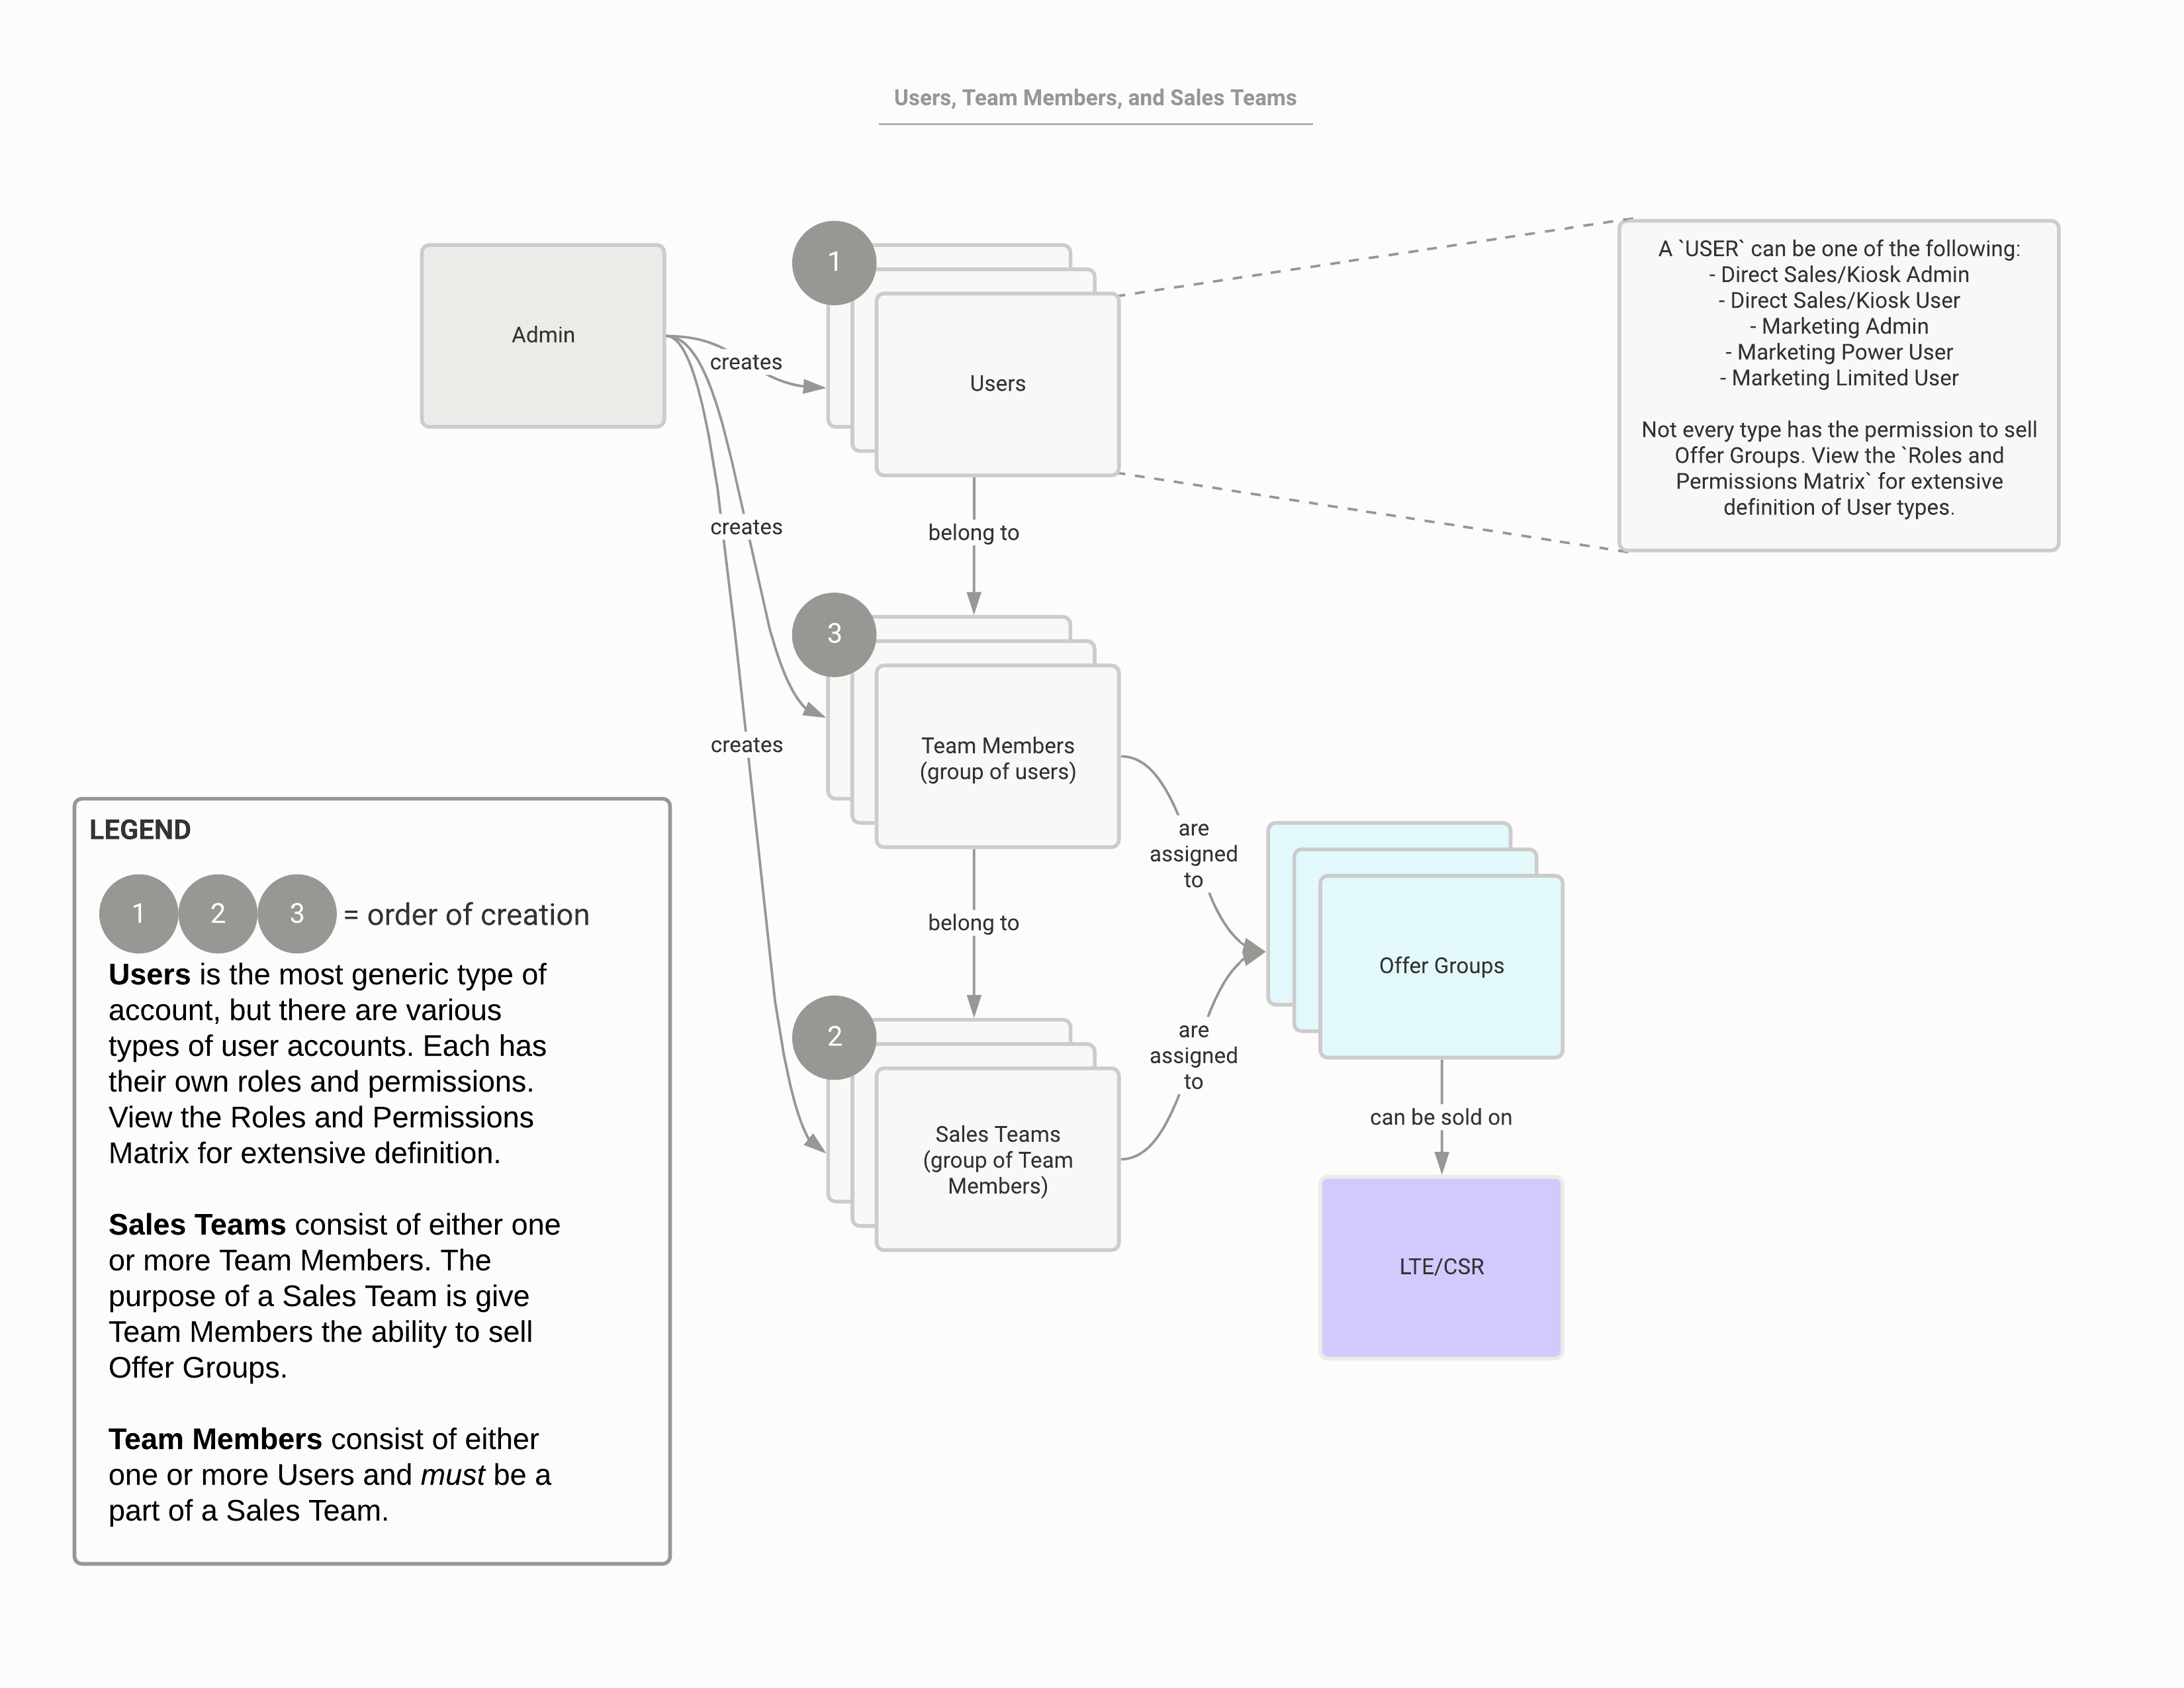 Users, Team Members, and Sales Teams
Admin
1
creates
Users
A `USER` can be one of the following:
- Direct Sales/Kiosk Admin
- Direct Sales/Kiosk User
- Marketing Admin
- Marketing Power User
- Marketing Limited User
Not every type has the permission to sell
Offer Groups. View the `Roles and
Permissions Matrix` for extensive
definition of User types.
creates
belong to
3
Team Members
(group of users)
creates
are
assigned
to
belong to
Offer Groups
2
Sales Teams
(group of Team
Members)
are
assigned
to
can be sold on
LTE/CSR
LEGEND
1 2 3 = order of creation
Users is the most generic type of
account, but there are various
types of user accounts. Each has
their own roles and permissions.
View the Roles and Permissions
Matrix for extensive definition.
Sales Teams consist of either one
or more Team Members. The
purpose of a Sales Team is give
Team Members the ability to sell
Offer Groups.
Team Members consist of either
one or more Users and must be a
part of a Sales Team.